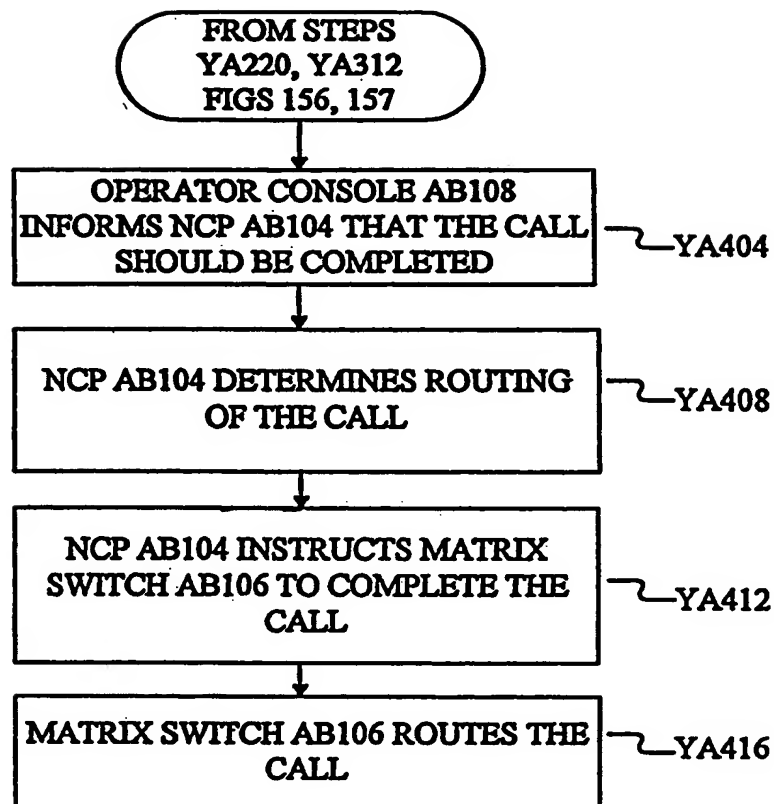 FROM STEPS
YA220, YA312
FIGS 156, 157
OPERATOR CONSOLE AB108
INFORMS NCP AB104 THAT THE CALL
SHOULD BE COMPLETED
YA404
NCP AB104 DETERMINES ROUTING
OF THE CALL
YA408
NCP AB104 INSTRUCTS MATRIX
SWITCH AB106 TO COMPLETE THE
CALL
YA412
MATRIX SWITCH AB106 ROUTES THE
CALL
YA416